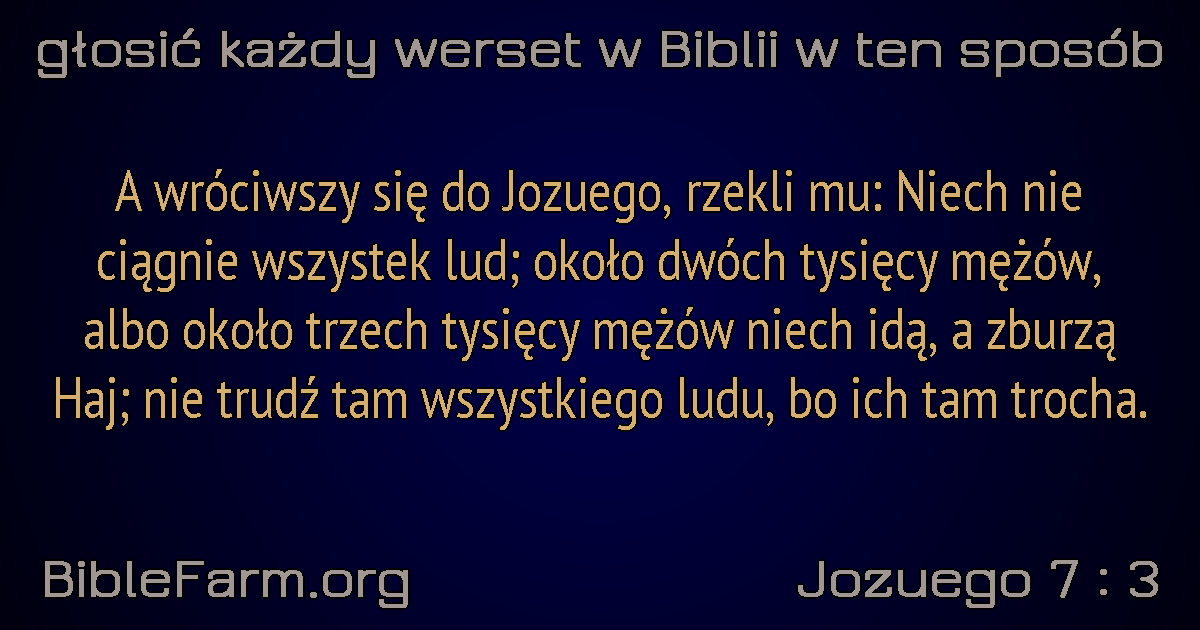 głosić każdy werset w Biblii w ten sposób
A wróciwszy się do Jozuego, rzekli mu: Niech nie
ciągnie wszystek lud; około dwóch tysięcy mężów,
albo około trzech tysięcy mężów niech idą, a zburzą
Haj; nie trudź tam wszystkiego ludu, bo ich tam trocha.
BibleFarm.org
Jozuego 7 : 3